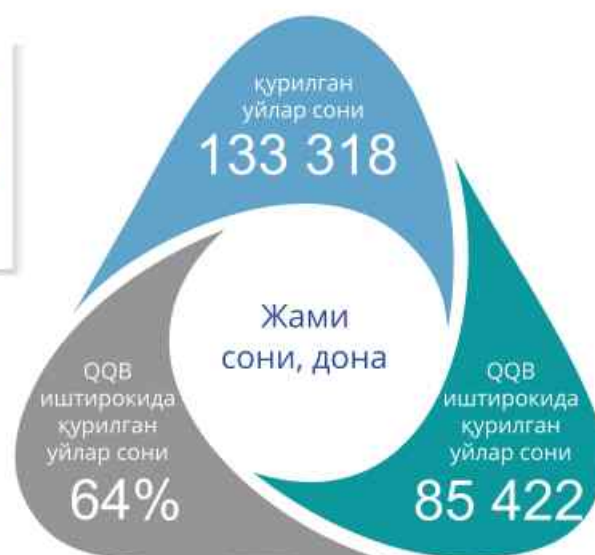 қурилган
уйлар сони
133 318
Жами
сони, дона
QQB
иштирокида
қурилган
уйлар сони
64%
QQB
иштирокида
қурилган
уйлар сони
85 422